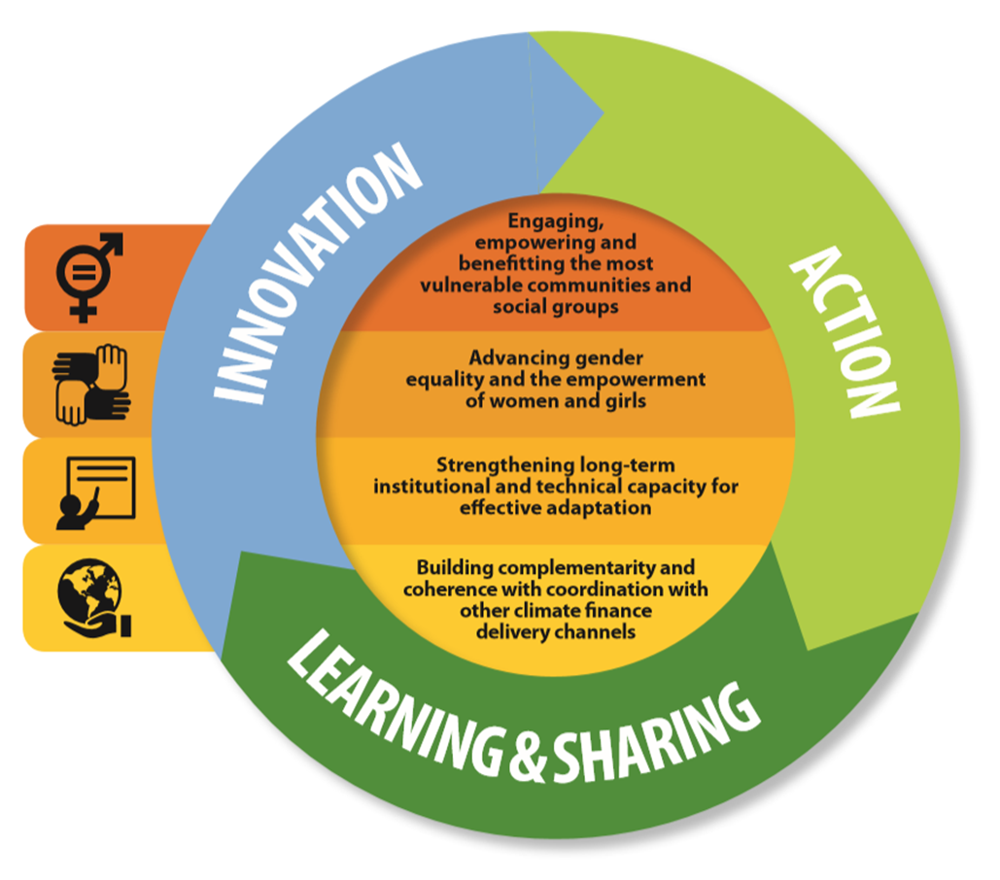 INNOVATION
ACTION
Engaging,
empowering and
benefitting the most
vulnerable communities and
social groups
Advancing gender
equality and the empowerment
of women and girls
Strengthening long-term
institutional and technical capacity for
effective adaptation
Building complementarity and
coherence with coordination with
other climate finance
delivery channels
LEARNING & SHARING